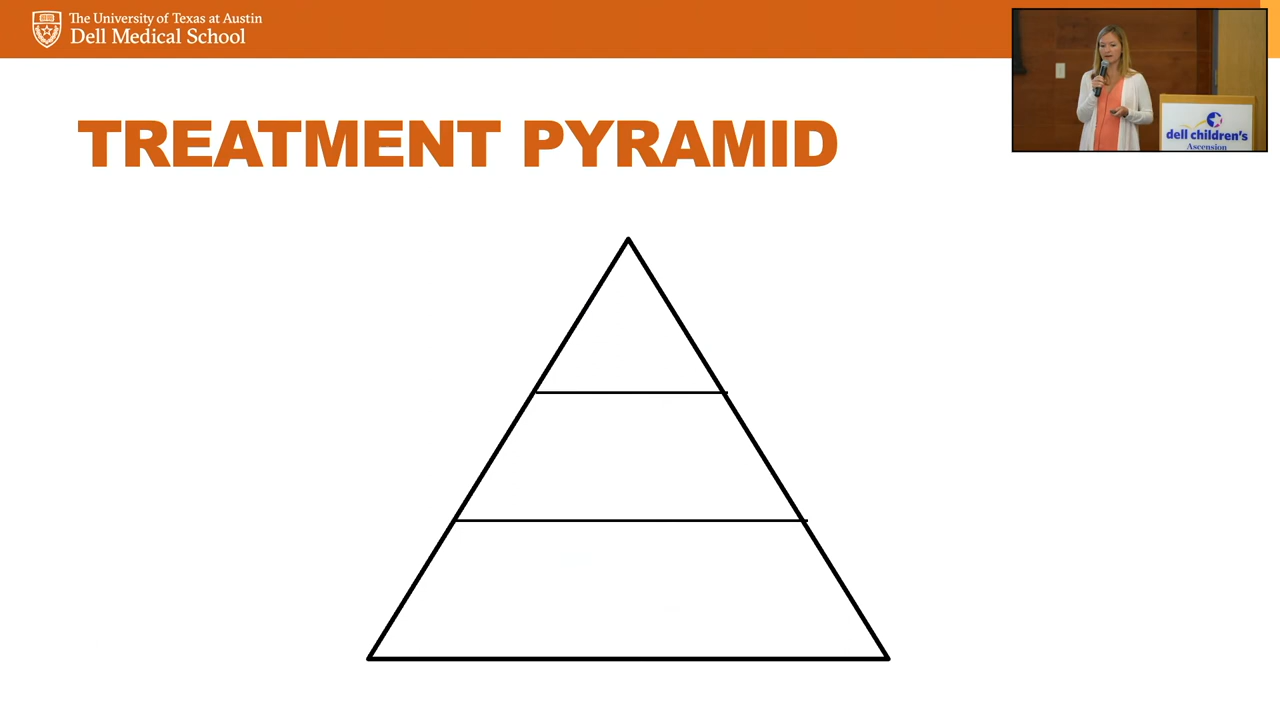 The University of Texas at Austin
Dell Medical School
TREATMENT PYRAMID
dell children's
Ascension